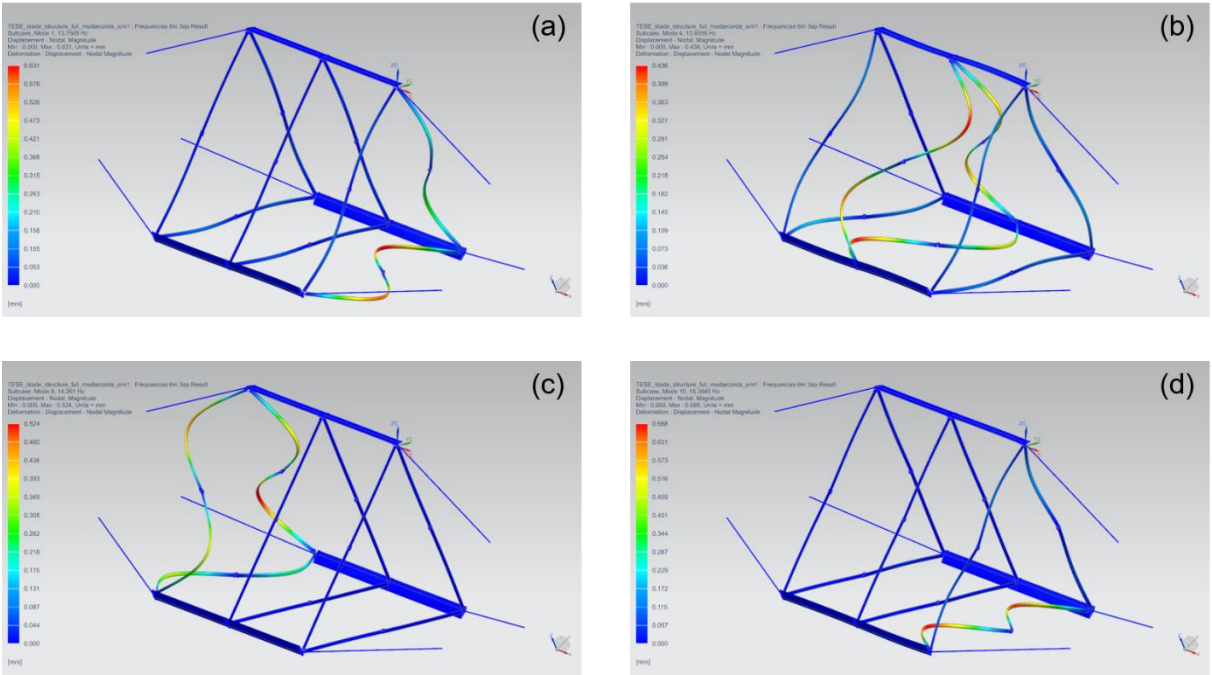 (a)
TESE_blade_structure_full_mudarcorda_sim1 : Frequencias 6m 3ap Result
Subcase, Mode 1, 13.7569 Hz
Displacement - Nodal, Magnitude
Min : 0.000, Max : 0.631, Units = mm
Deformation : Displacement - Nodal Magnitude
0.631
0.578
0.526
0.473
0.421
0.368
0.315
0.263
0.210
0.053
0.000
[mm]
(b)
TESE_blade_structure_full_mudarcorda_sim1 : Frequencias 6m 3ap Result
Displacement - Nodal, Magnitude
Min : 0.000, Max : 0.436, Units = mm
Deformation : Displacement - Nodal Magnitude
0.436
0.399
0.363
0.327
0.291
0.254
0.218
0.182
0.145
0.109
0.073
0.036
0.000
[mm]
(c)
TESE_blade_structure_full_mudarcorda_sim1 : Frequencias 6m 3ap Result
Displacement - Nodal, Magnitude
Min : 0.000, Max : 0.524, Units = mm
Deformation : Displacement - Nodal Magnitude
0.524
0.480
0.436
0.393
0.349
0.306
0.262
0.218
0.175
0.131
0.087
0.044
0.000
[mm]
(d)
TESE_blade_structure_full_mudarcorda_sim1 : Frequencias 6m 3ap Result
Displacement - Nodal, Magnitude
Min : 0.000, Max : 0.688, Units = mm
Deformation : Displacement - Nodal Magnitude
0.688
0.631
0.573
0.516
0.459
0.401
0.344
0.287
0.229
0.172
0.115
0.057
0.000
[mm]